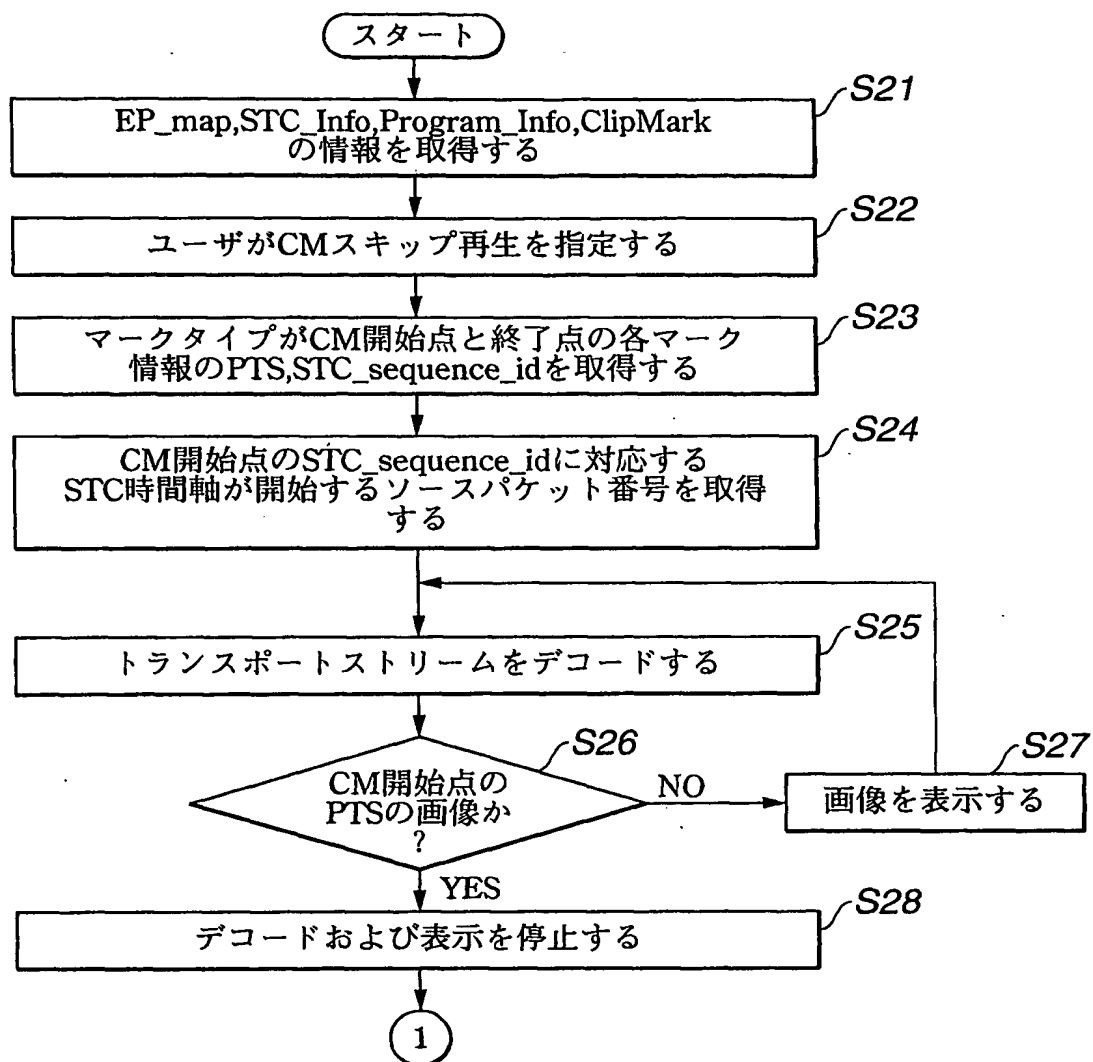 スタート
S21
EP_map,STC_Info,Program_Info,ClipMark
の情報を取得する
S22
ユーザがCMスキップ再生を指定する
S23
マークタイプがCM開始点と終了点の各マーク
情報のPTS,STC_sequence_idを取得する
S24
CM開始点のSTC_sequence_idに対応する
STC時間軸が開始するソースパケット番号を取得
する
S25
トランスポートストリームをデコードする
S26
CM開始点の
PTSの画像か
?
NO
S27
画像を表示する
YES
S28
デコードおよび表示を停止する
1